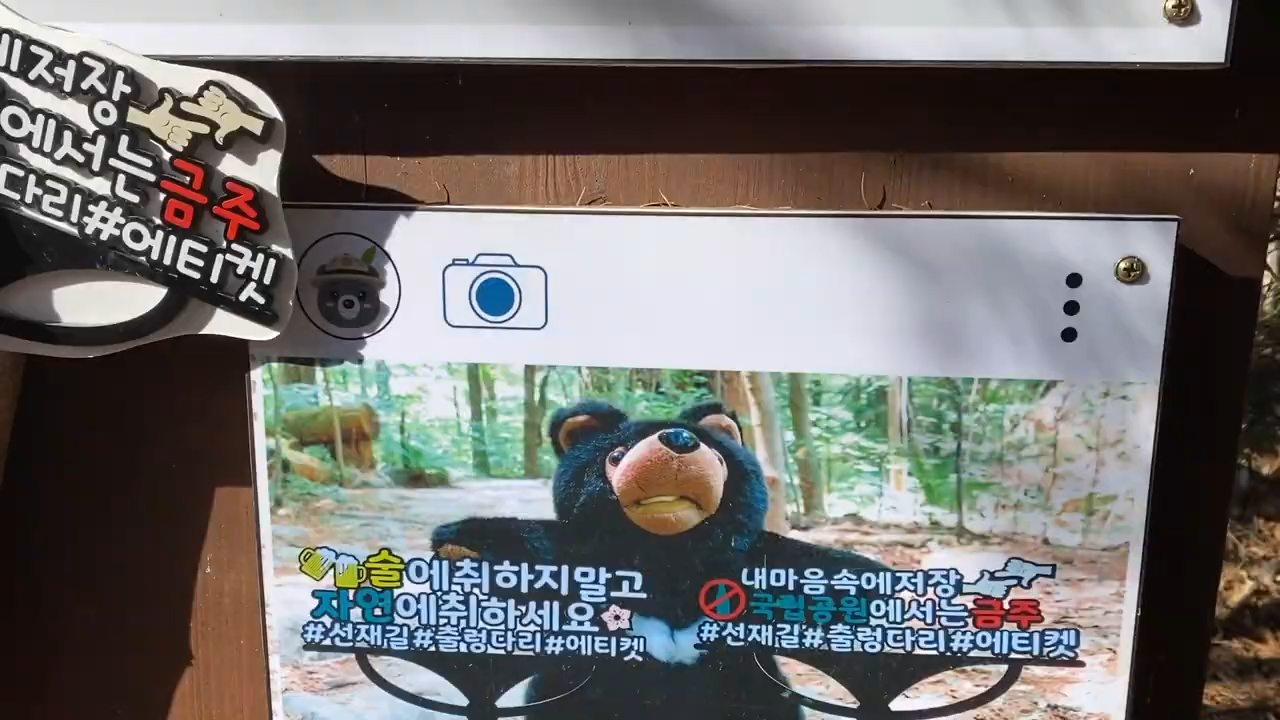 에저장
에서는금주
다리#에티켓
술에취하지말고
자연에취하세요
#선재길#출렁다리#에티켓
내마음속에저장
국립공원에서는금주
#선재길#출렁다리#에티켓